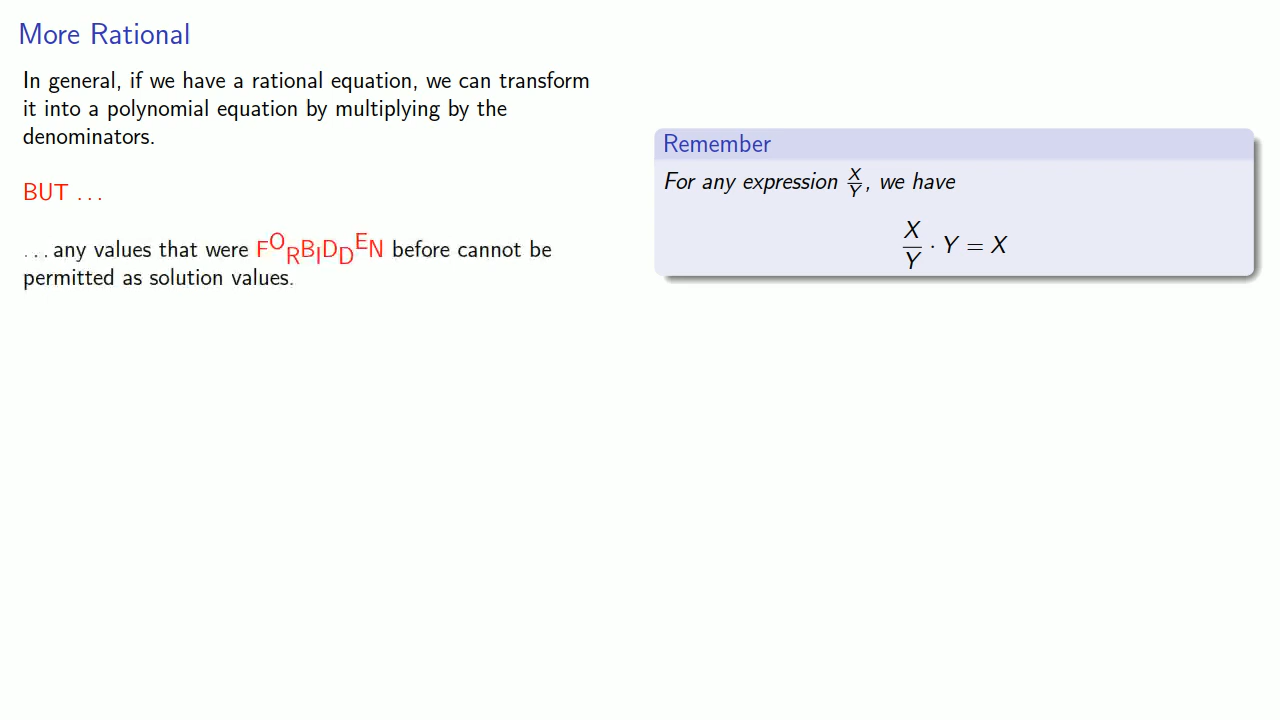 More Rational
In general, if we have a rational equation, we can transform
it into a polynomial equation by multiplying by the
denominators.
BUT ...
...any values that were FORBIDDEN before cannot be
permitted as solution values.
Remember
For any expression X/Y, we have
X/Y · Y = X